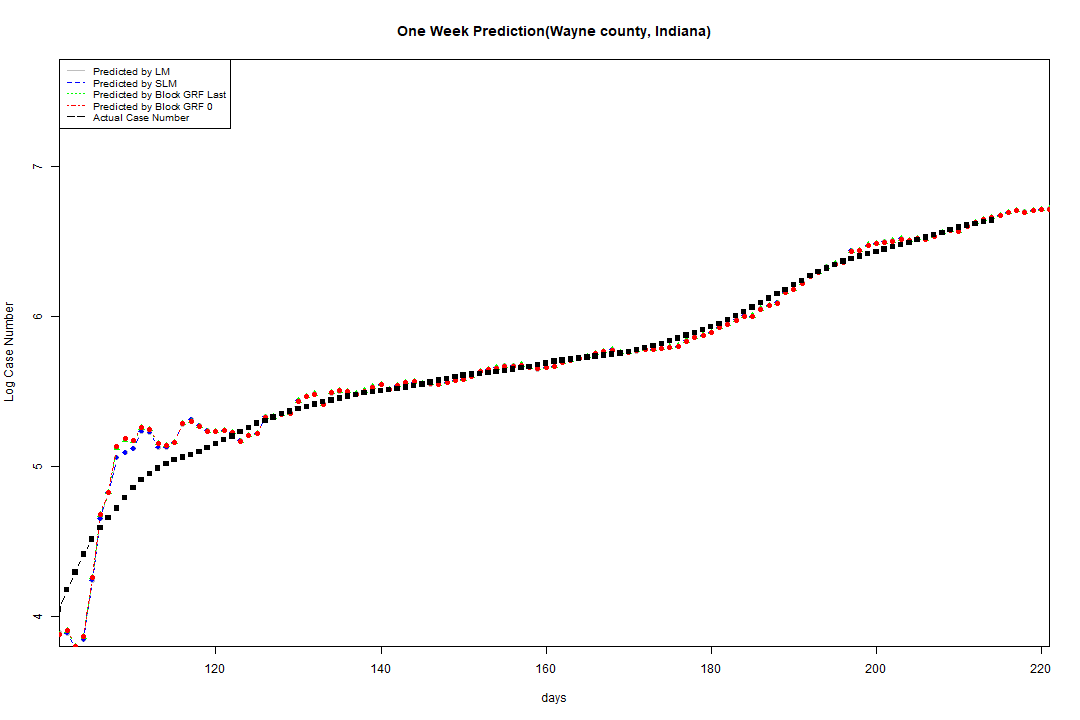 One Week Prediction(Wayne county, Indiana)
Predicted by LM
Predicted by SLM
Predicted by Block GRF Last
Predicted by Block GRF 0
Actual Case Number
7
6
5
4
Log Case Number
120 140 160 180 200 220
days